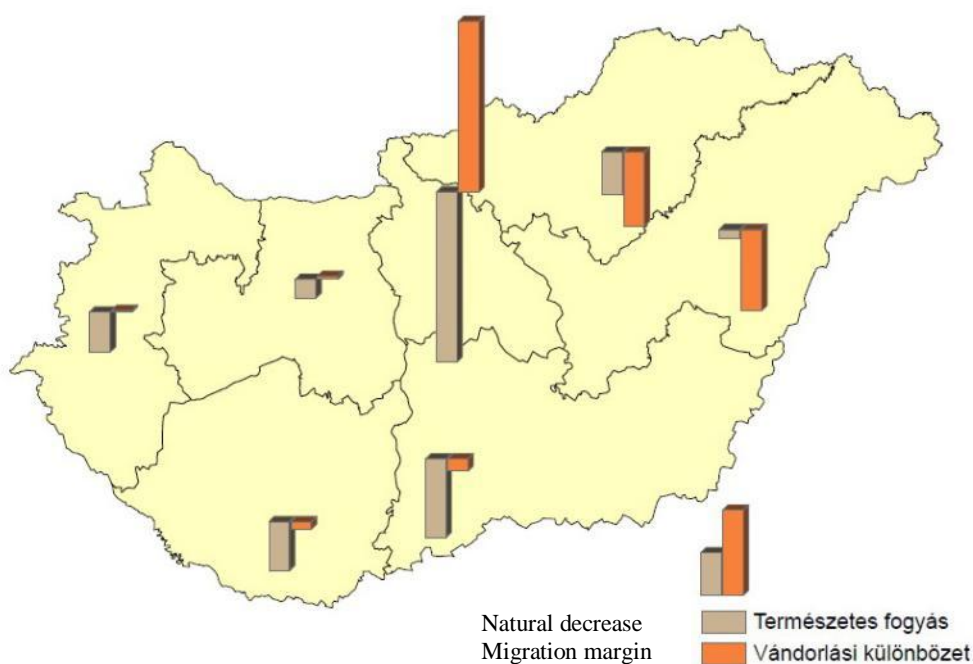 Natural decrease
Migration margin
Természetes fogyás
Vándorlási különbözet